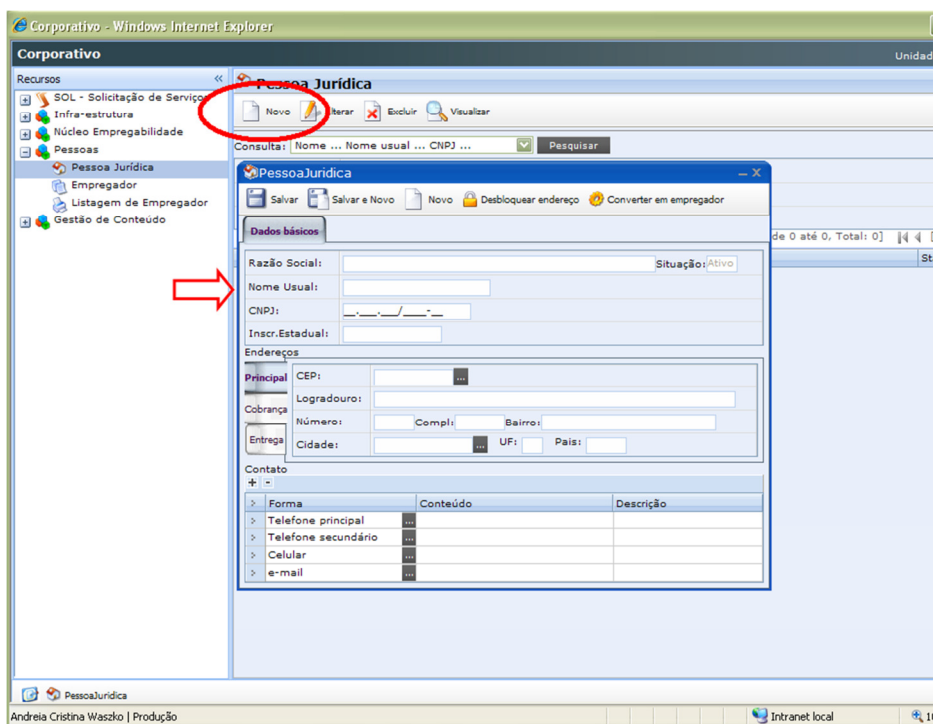 Corporativo - Windows Internet Explorer
Corporativo
Unidad
Recursos «
SOL - Solicitação de Serviço
Infra-estrutura
Núcleo Empregabilidade
Pessoas
Pessoa Jurídica
Empregador
Listagem de Empregador
Gestão de Conteúdo
Pessoa Jurídica
Novo Alterar Excluir Visualizar
Consulta: Nome ... Nome usual ... CNPJ ... Pesquisar
PessoaJuridica
Salvar Salvar e Novo Novo Desbloquear endereço Converter em empregador
Dados básicos
de 0 até 0, Total: 0]
St
Razão Social: Situação: Ativo
Nome Usual:
CNPJ: __.___.___/____-__
Inscr.Estadual:
Endereços
Principal
Cobrança
Entrega
CEP: ...
Logradouro:
Número: Compl: Bairro:
Cidade: ... UF: Pais:
Contato
+ -
Forma Conteúdo Descrição
Telefone principal ...
Telefone secundário ...
Celular ...
e-mail ...
PessoaJuridica
Andreia Cristina Waszko | Produção
Intranet local